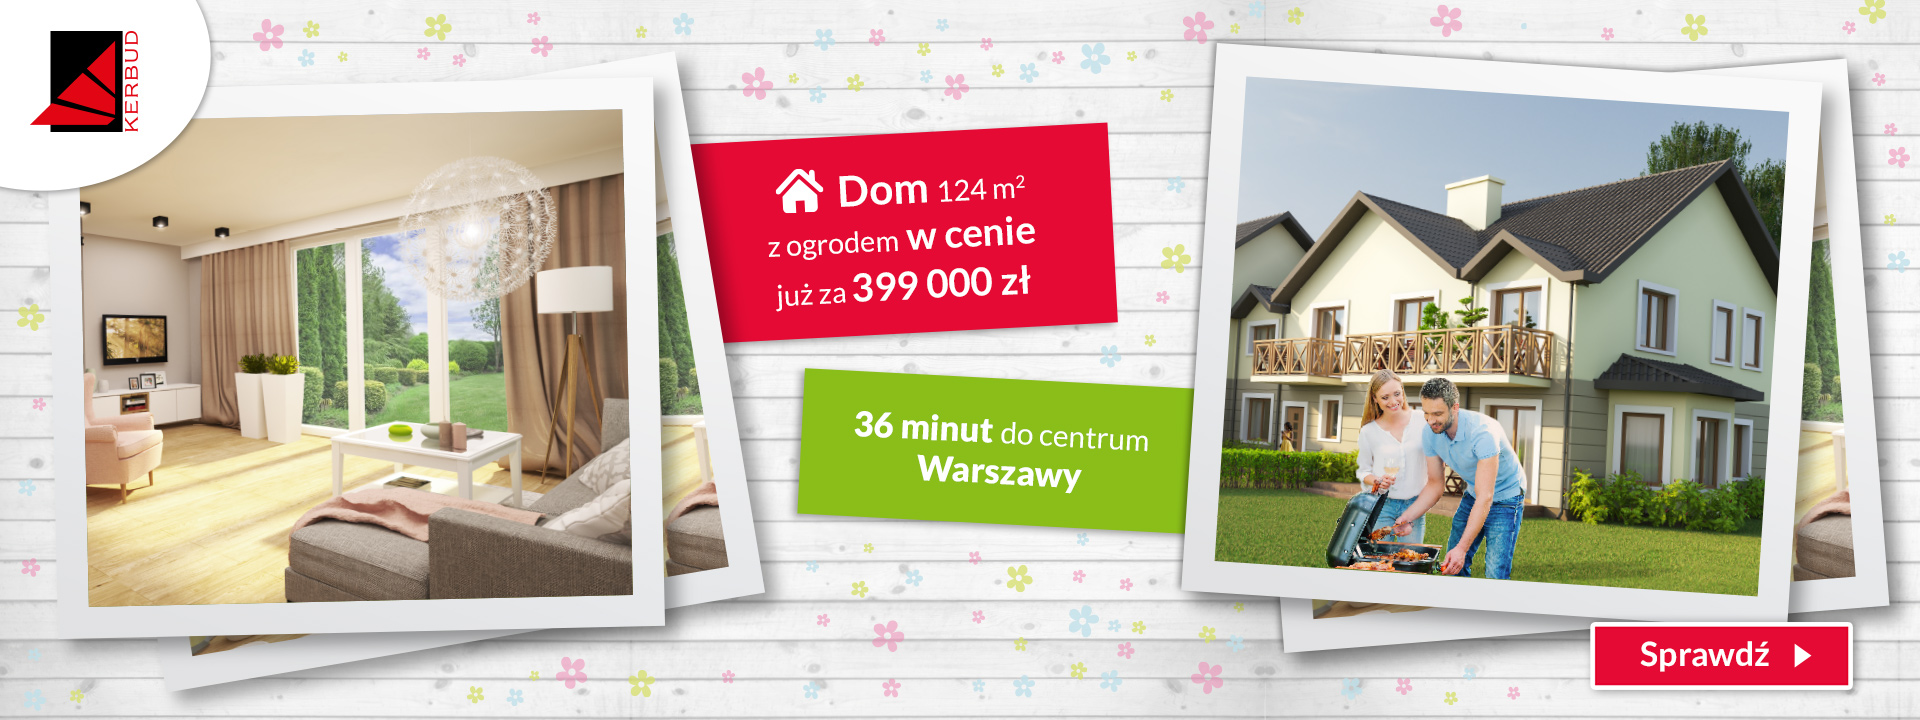 KERBUD
Dom 124 m²
z ogrodem w cenie
już za 399 000 zł
36 minut do centrum
Warszawy
Sprawdź